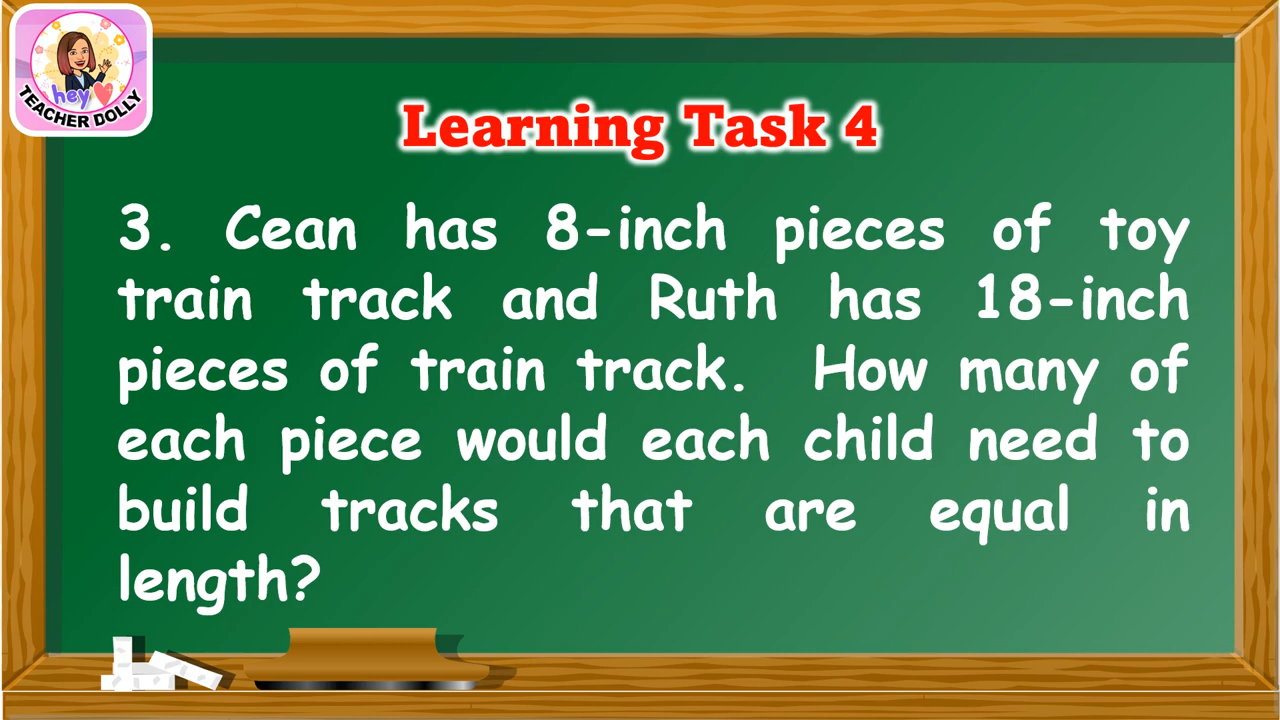 hey
TEACHER DOLLY
Learning Task 4
3. Cean has 8-inch pieces of toy
train track and Ruth has 18-inch
pieces of train track. How many of
each piece would each child need to
build tracks that are equal in
length?